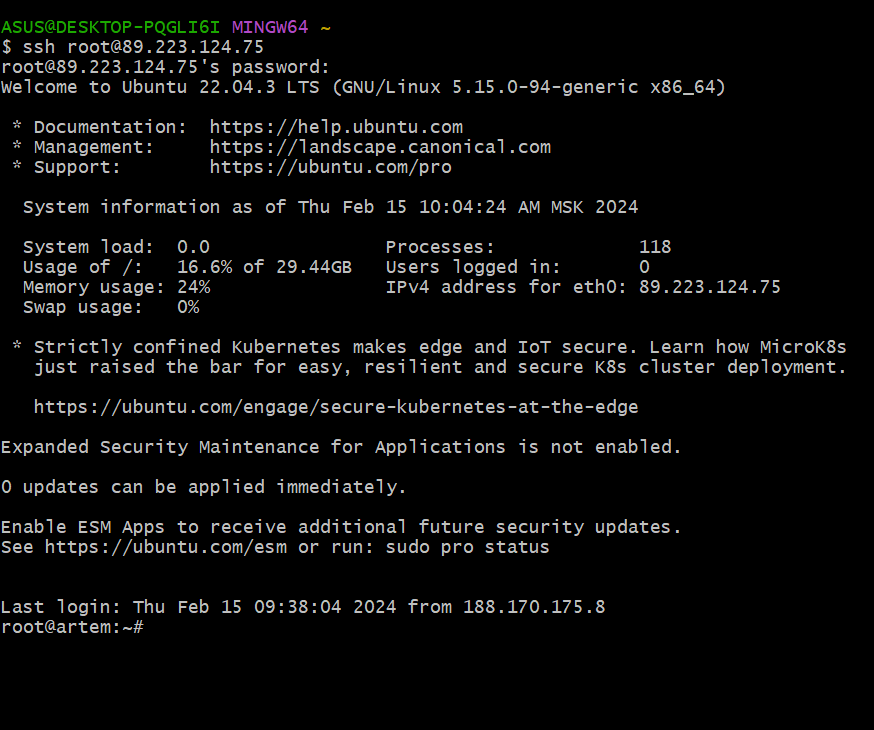 ASUS@DESKTOP-PQGLI6I MINGW64 ~
$ ssh root@89.223.124.75
root@89.223.124.75's password:
Welcome to Ubuntu 22.04.3 LTS (GNU/Linux 5.15.0-94-generic x86_64)
* Documentation:  https://help.ubuntu.com
* Management:     https://landscape.canonical.com
* Support:        https://ubuntu.com/pro
System information as of Thu Feb 15 10:04:24 AM MSK 2024
System load:  0.0                Processes:             118
Usage of /:   16.6% of 29.44GB   Users logged in:       0
Memory usage: 24%                IPv4 address for eth0: 89.223.124.75
Swap usage:   0%
* Strictly confined Kubernetes makes edge and IoT secure. Learn how MicroK8s
just raised the bar for easy, resilient and secure K8s cluster deployment.
https://ubuntu.com/engage/secure-kubernetes-at-the-edge
Expanded Security Maintenance for Applications is not enabled.
0 updates can be applied immediately.
Enable ESM Apps to receive additional future security updates.
See https://ubuntu.com/esm or run: sudo pro status
Last login: Thu Feb 15 09:38:04 2024 from 188.170.175.8
root@artem:~#